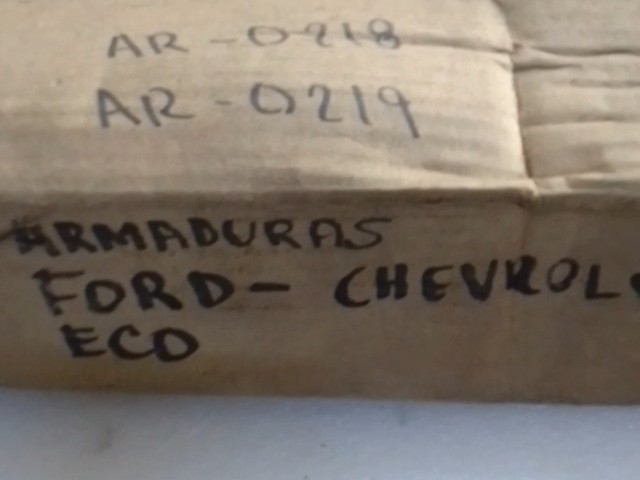 AR-0218
AR-0219
ARMADURAS
FORD- CHEVROL
ECO